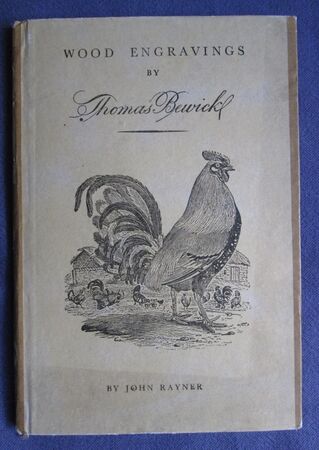 WOOD ENGRAVINGS
BY
Thomas Bewick
BY JOHN RAYNER